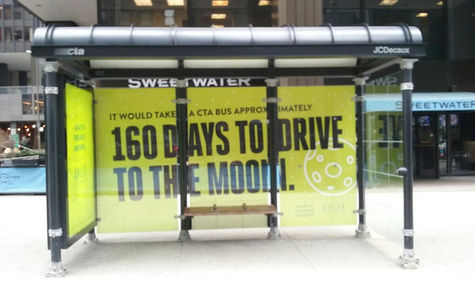 cta
JCDecaux
SWEETWATER
SWEETWATER
IT WOULD TAKE A CTA BUS APPROXIMATELY
160 DAYS TO DRIVE
TO THE MOON.